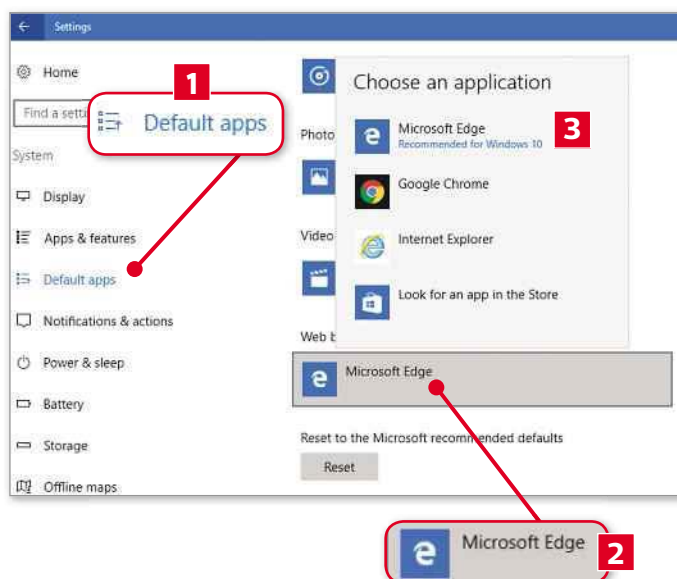 Settings
Home
Find a setti
1
Default apps
System
Display
Apps & features
Default apps
Notifications & actions
Power & sleep
Battery
Storage
Offline maps
Choose an application
Microsoft Edge
Recommended for Windows 10
3
Google Chrome
Internet Explorer
Look for an app in the Store
Photo
Video
Web b
Microsoft Edge
Reset to the Microsoft recommended defaults
Reset
Microsoft Edge
2